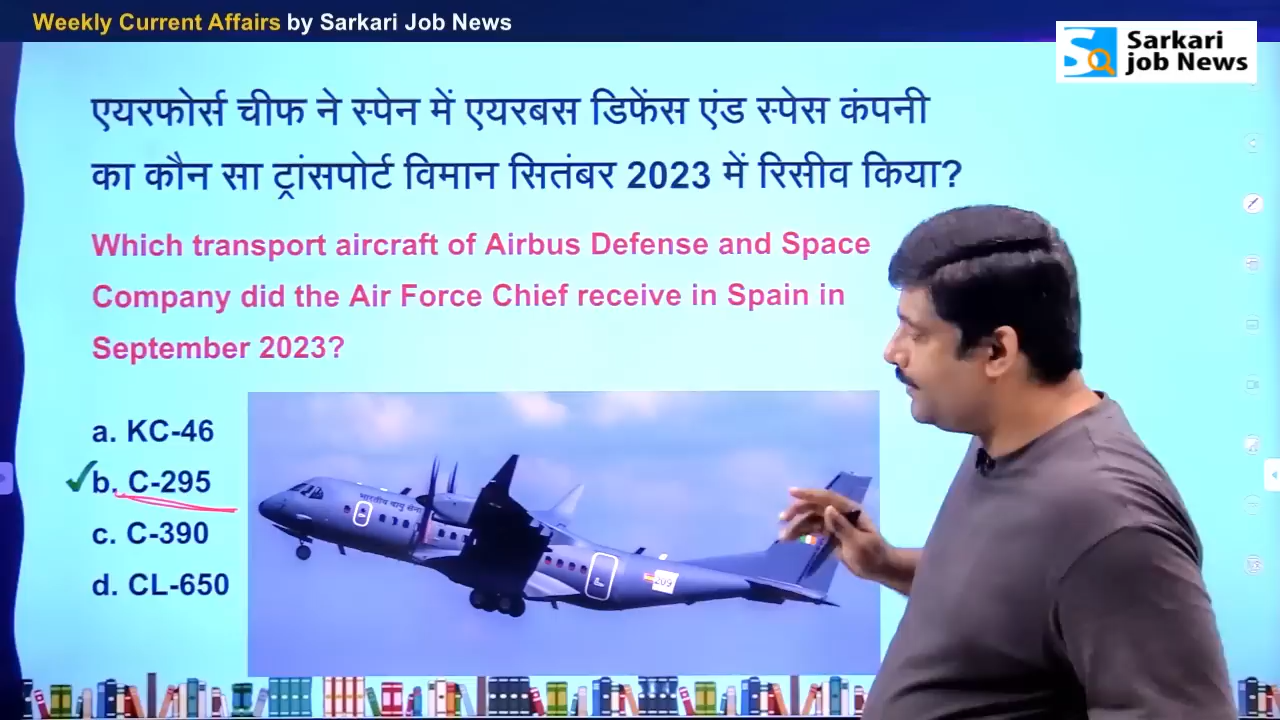 Weekly Current Affairs by Sarkari Job News
Sarkari
job News
एयरफोर्स चीफ ने स्पेन में एयरबस डिफेंस एंड स्पेस कंपनी
का कौन सा ट्रांसपोर्ट विमान सितंबर 2023 में रिसीव किया?
Which transport aircraft of Airbus Defense and Space
Company did the Air Force Chief receive in Spain in
September 2023?
a. KC-46
b. C-295
c. C-390
d. CL-650
भारतीय वायु सेना
209